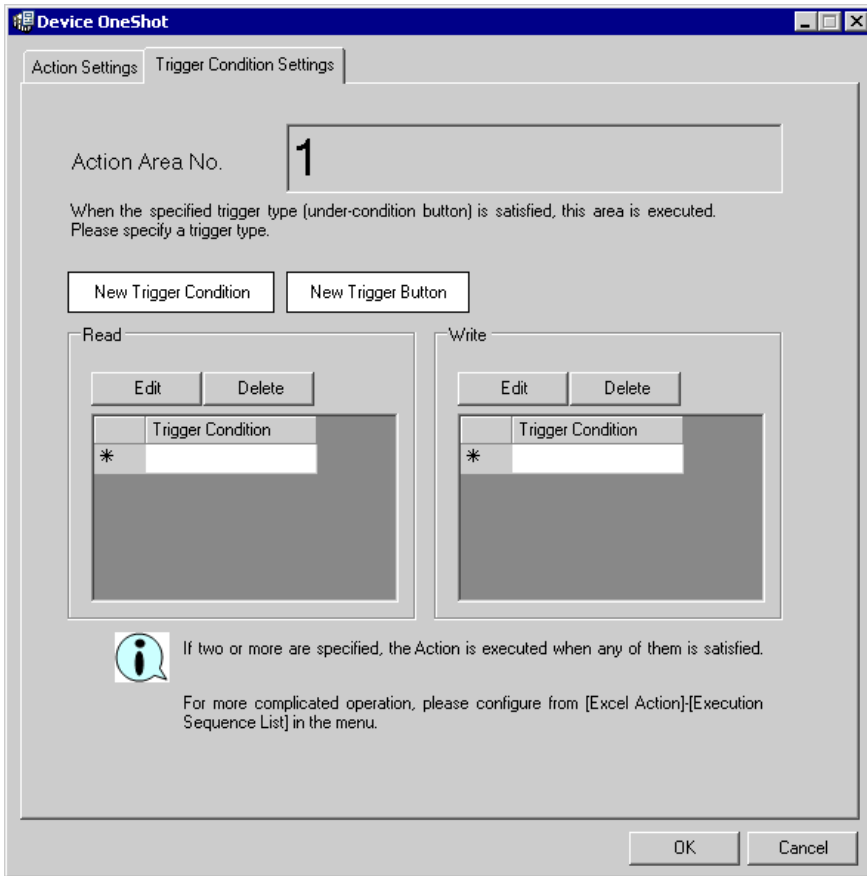 Device OneShot
Action Settings
Trigger Condition Settings
Action Area No.
1
When the specified trigger type (under-condition button) is satisfied, this area is executed.
Please specify a trigger type.
New Trigger Condition
New Trigger Button
Read
Write
Edit
Delete
Edit
Delete
Trigger Condition
Trigger Condition
If two or more are specified, the Action is executed when any of them is satisfied.
For more complicated operation, please configure from [Excel Action]-[Execution
Sequence List] in the menu.
OK
Cancel